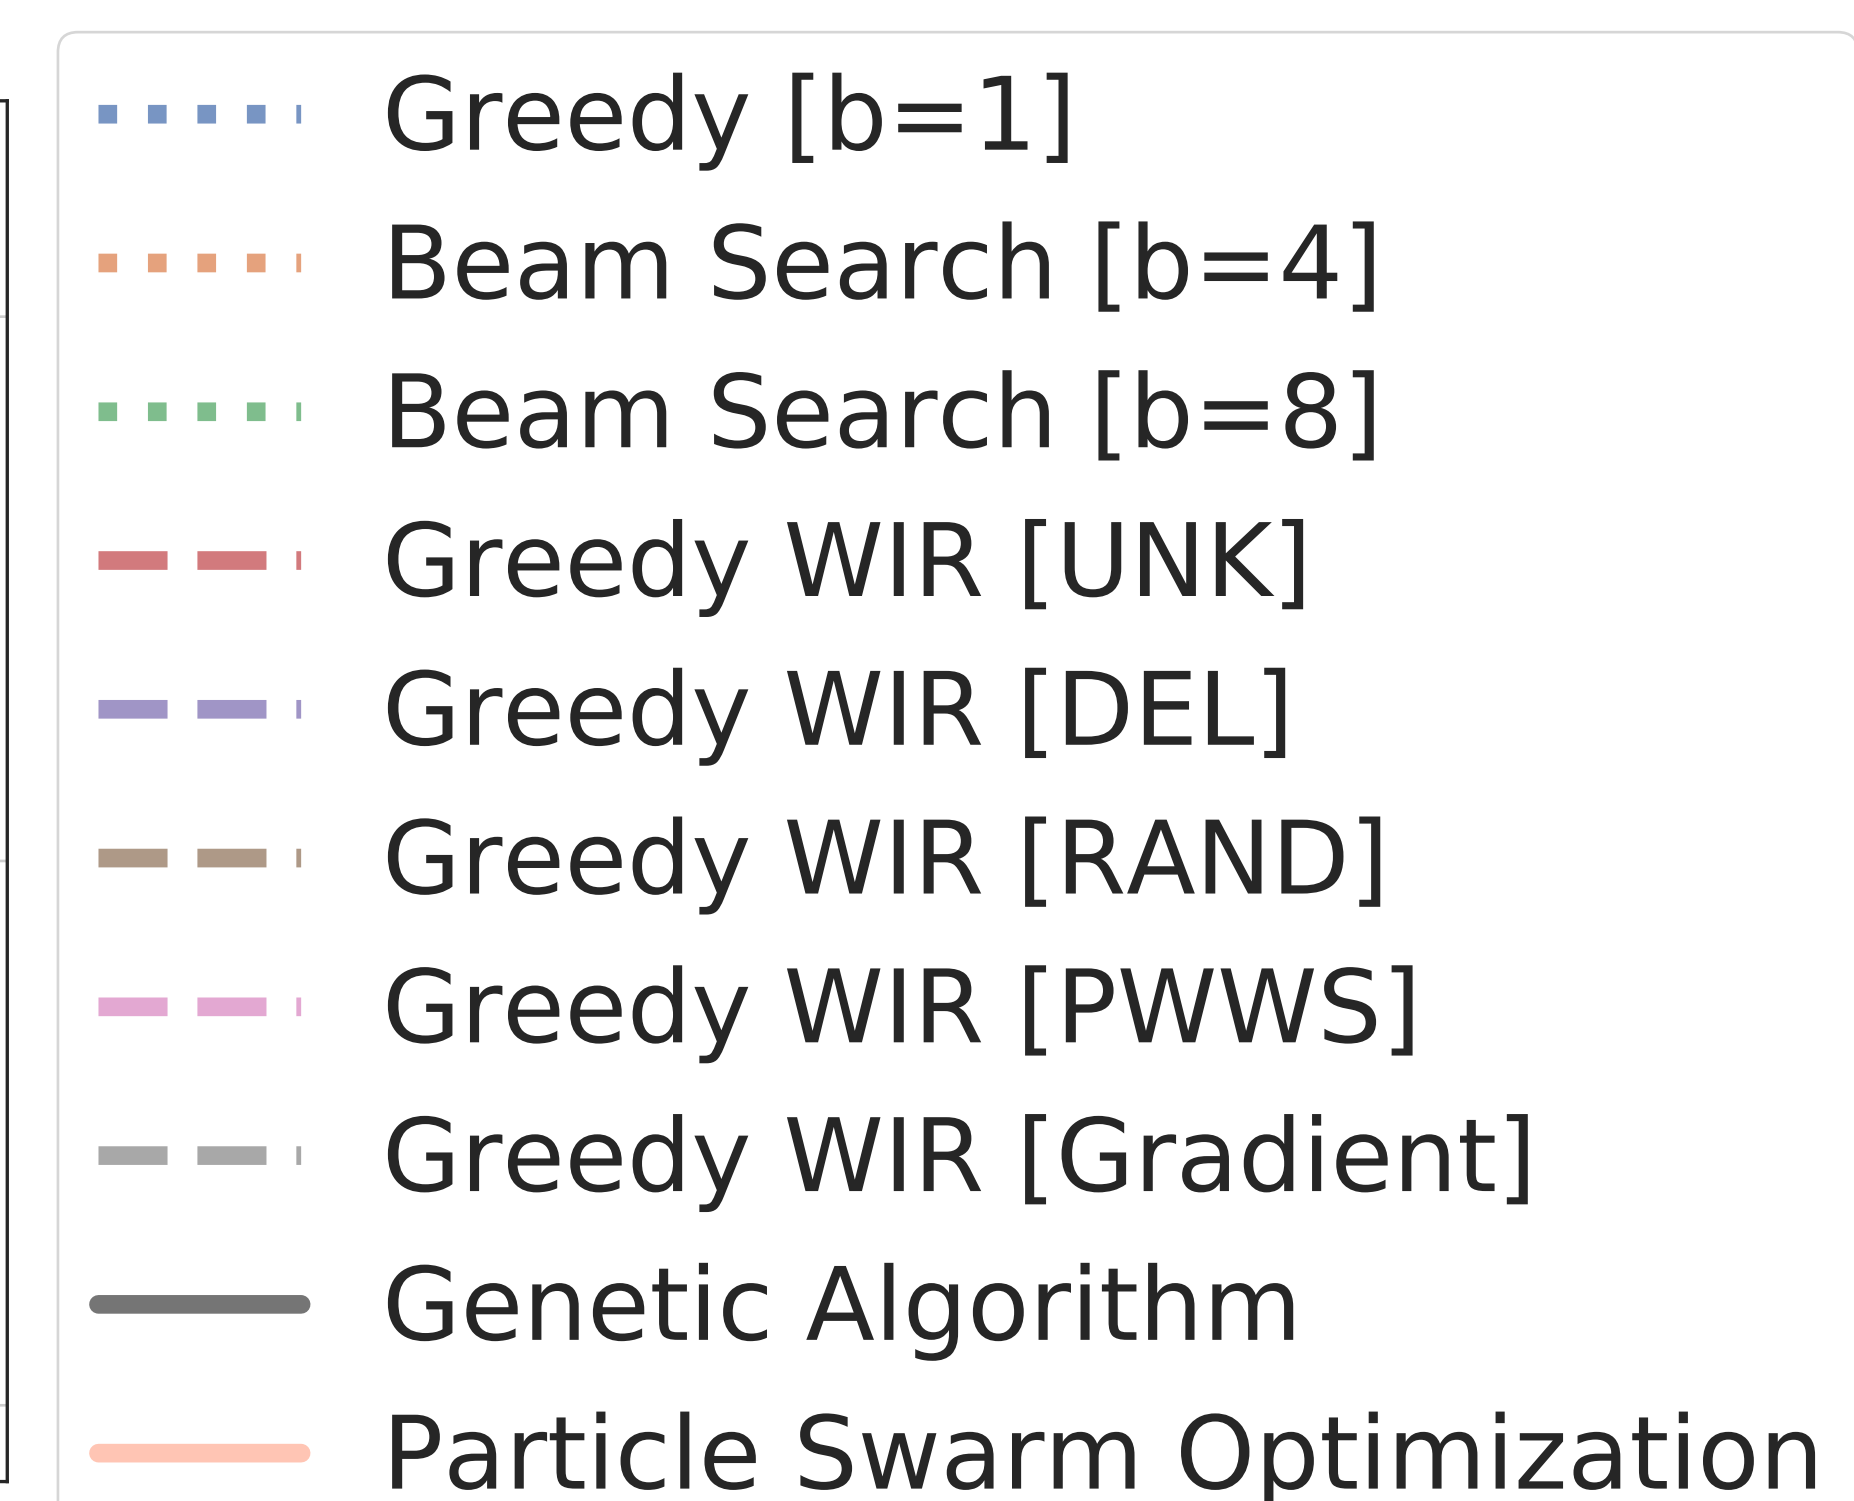 Greedy [b=1]
Beam Search [b=4]
Beam Search [b=8]
Greedy WIR [UNK]
Greedy WIR [DEL]
Greedy WIR [RAND]
Greedy WIR [PWWS]
Greedy WIR [Gradient]
Genetic Algorithm
Particle Swarm Optimization